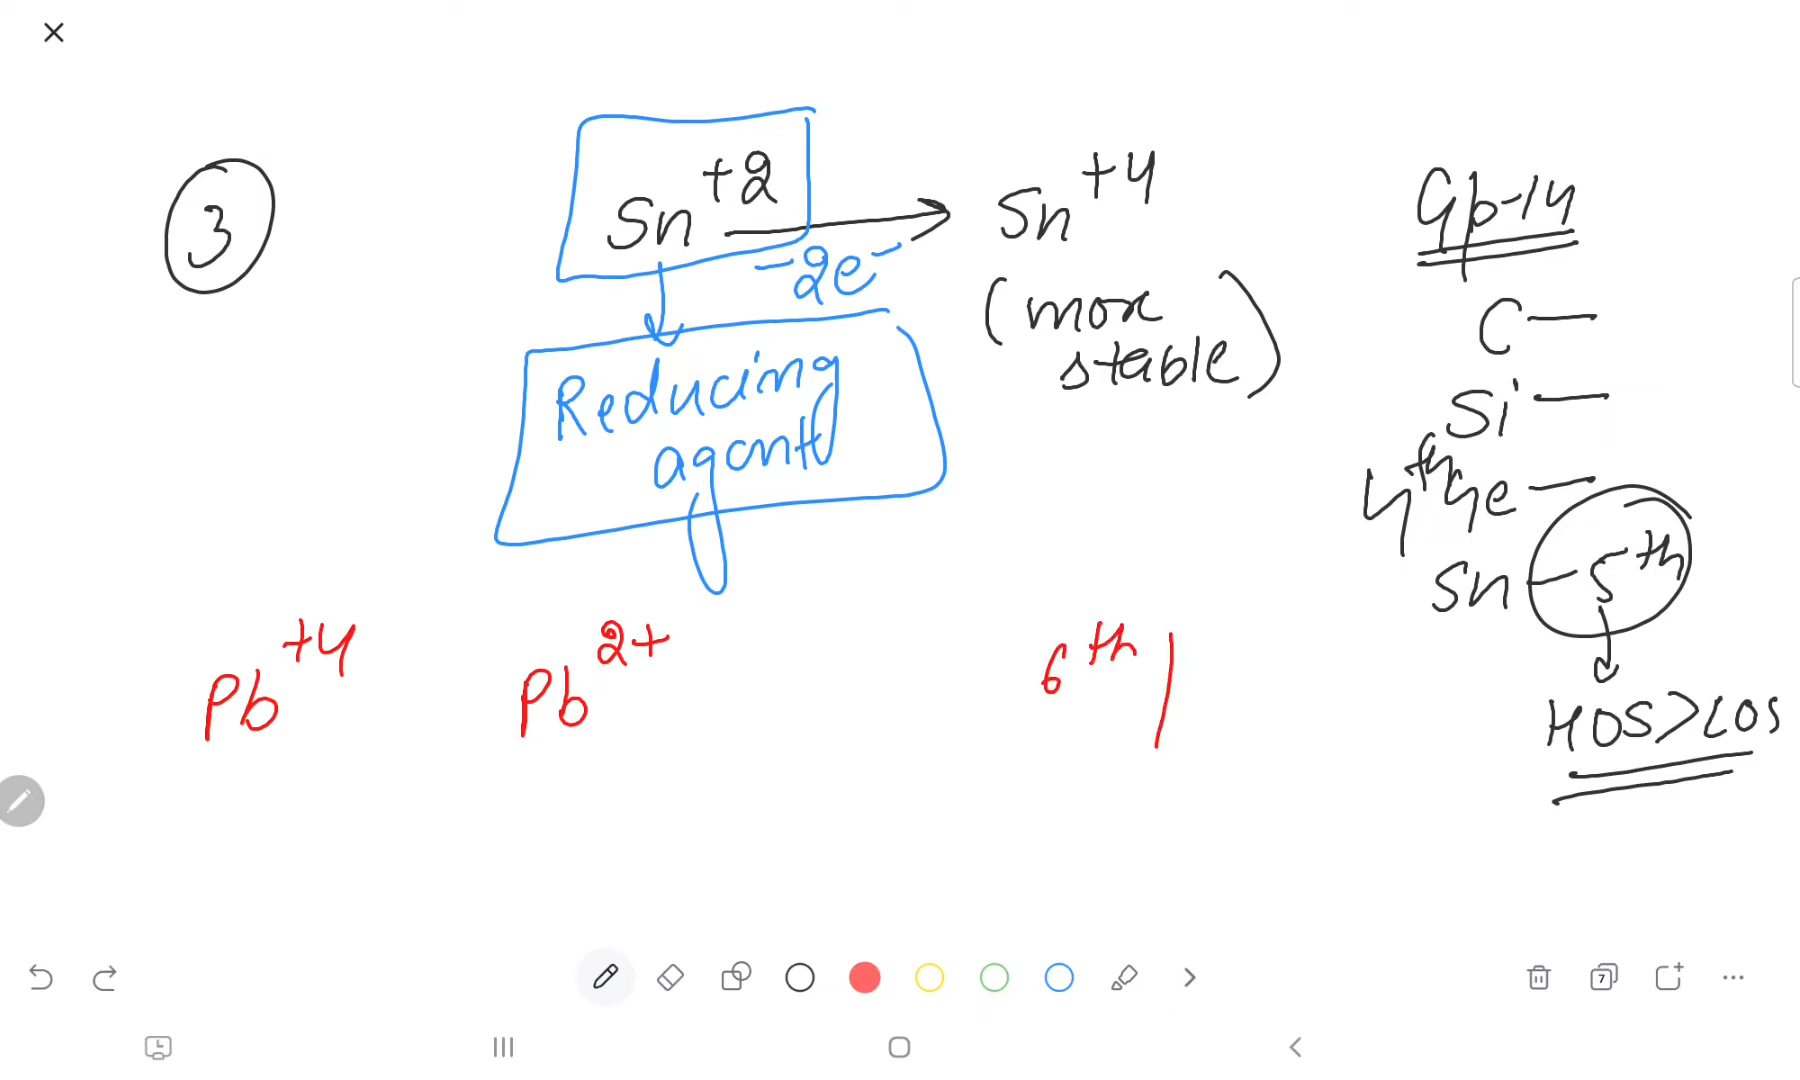 3
Sn+2 → Sn+4
-2e-
(more
stable)
Reducing
agent
Gp-14
C —
Si —
4th Ge —
Sn — 5th
HOS>LOS
Pb+4 Pb2+ 6th
7